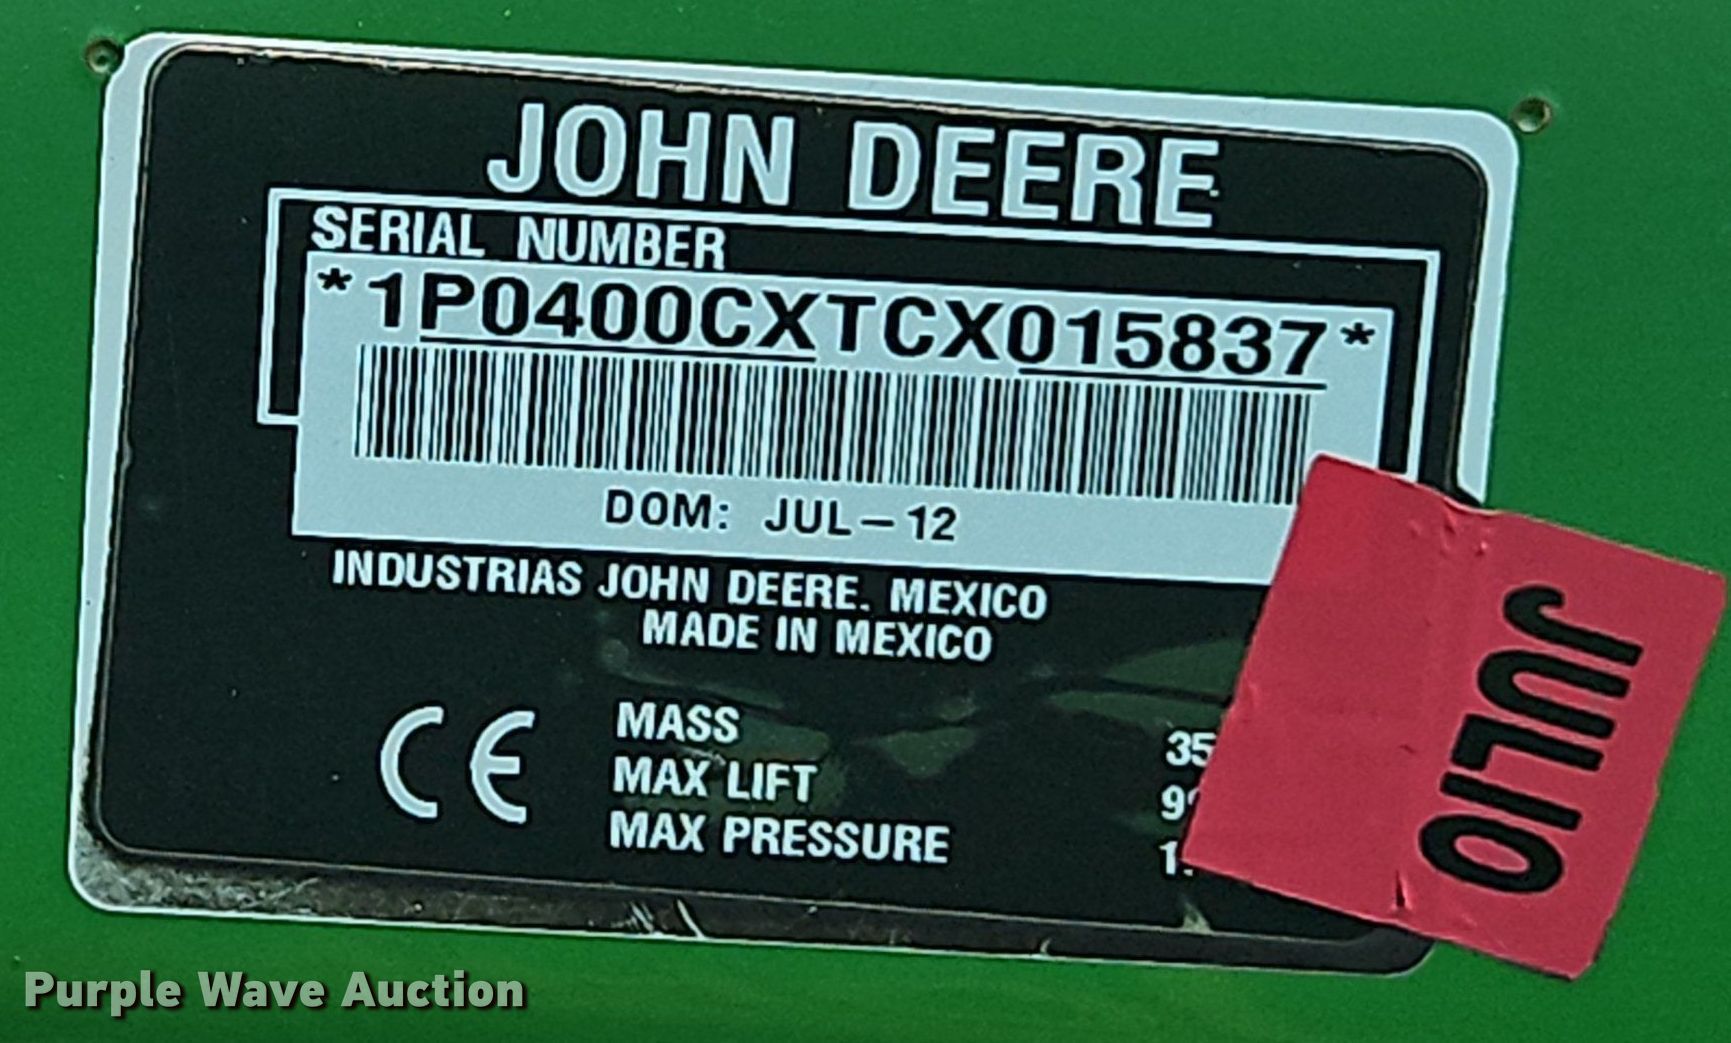 JOHN DEERE
SERIAL NUMBER
*1P0400CXTCX015837*
DOM: JUL-12
INDUSTRIAS JOHN DEERE. MEXICO
MADE IN MEXICO
CE
MASS 35
MAX LIFT
MAX PRESSURE
JULIO
Purple Wave Auction